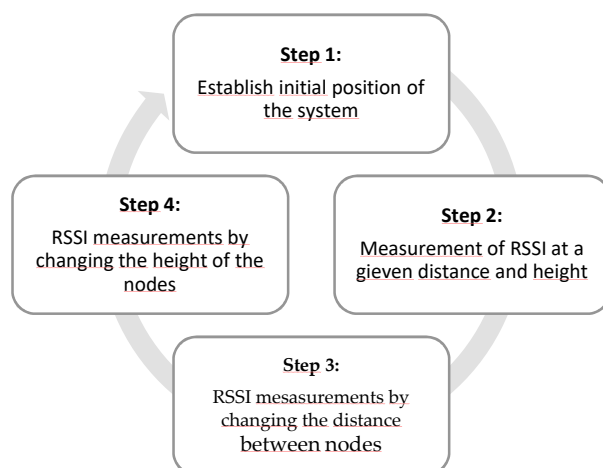 Step 1:
Establish initial position of
the system
Step 2:
Measurement of RSSI at a
gieven distance and height
Step 3:
RSSI mesasurements by
changing the distance
between nodes
Step 4:
RSSI measurements by
changing the height of the
nodes